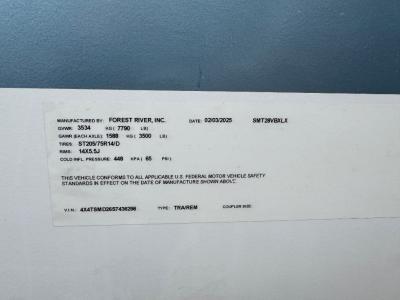 MANUFACTURED BY: FOREST RIVER, INC. DATE: 02/03/2025 SMT28VBXLX
GVWR: 3534 KG ( 7790 LB)
GAWR (EACH AXLE): 1588 KG ( 3500 LB)
TIRES: ST205/75R14/D
RIMS: 14X5.5J
COLD INFL. PRESSURE: 448 KPA ( 65 PSI)
THIS VEHICLE CONFORMS TO ALL APPLICABLE U.S. FEDERAL MOTOR VEHICLE SAFETY
STANDARDS IN EFFECT ON THE DATE OF MANUFACTURE SHOWN ABOVE.
V.I.N.: TYPE: TRA/REM COUPLER SIZE: